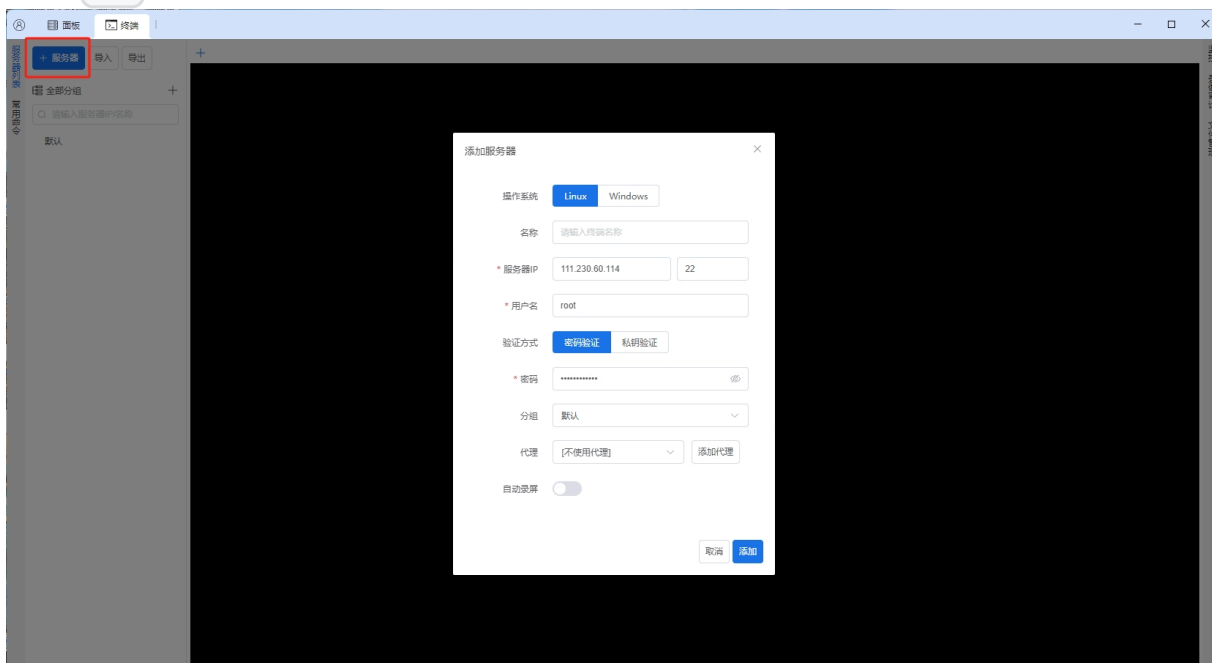 面板
终端
服务器列表
常用命令
+ 服务器
导入
导出
全部分组
请输入服务器IP/名称
默认
添加服务器
操作系统 Linux Windows
名称 请输入终端名称
* 服务器IP 111.230.60.114 22
* 用户名 root
验证方式 密码验证 私钥验证
* 密码 ••••••••••••
分组 默认
代理 [不使用代理] 添加代理
自动录屏
取消 添加